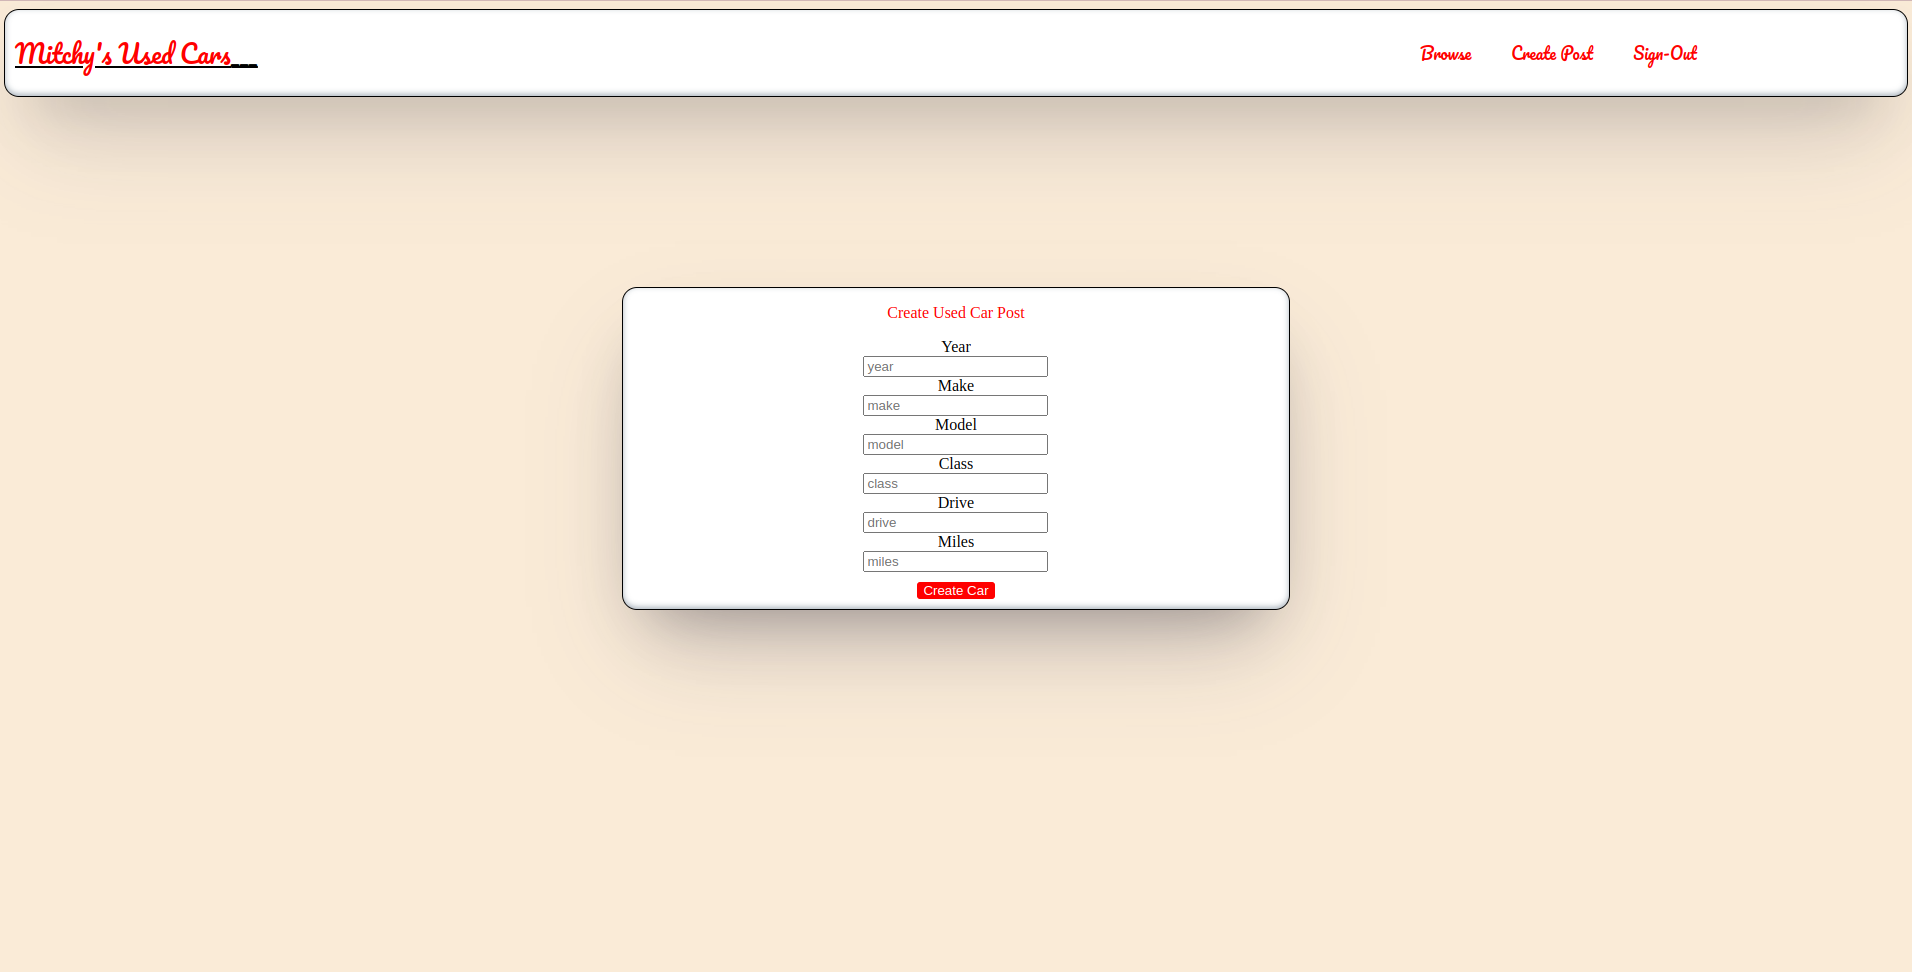 Mitchy's Used Cars___
Browse Create Post Sign-Out
Create Used Car Post
Year
year
Make
make
Model
model
Class
class
Drive
drive
Miles
miles
Create Car